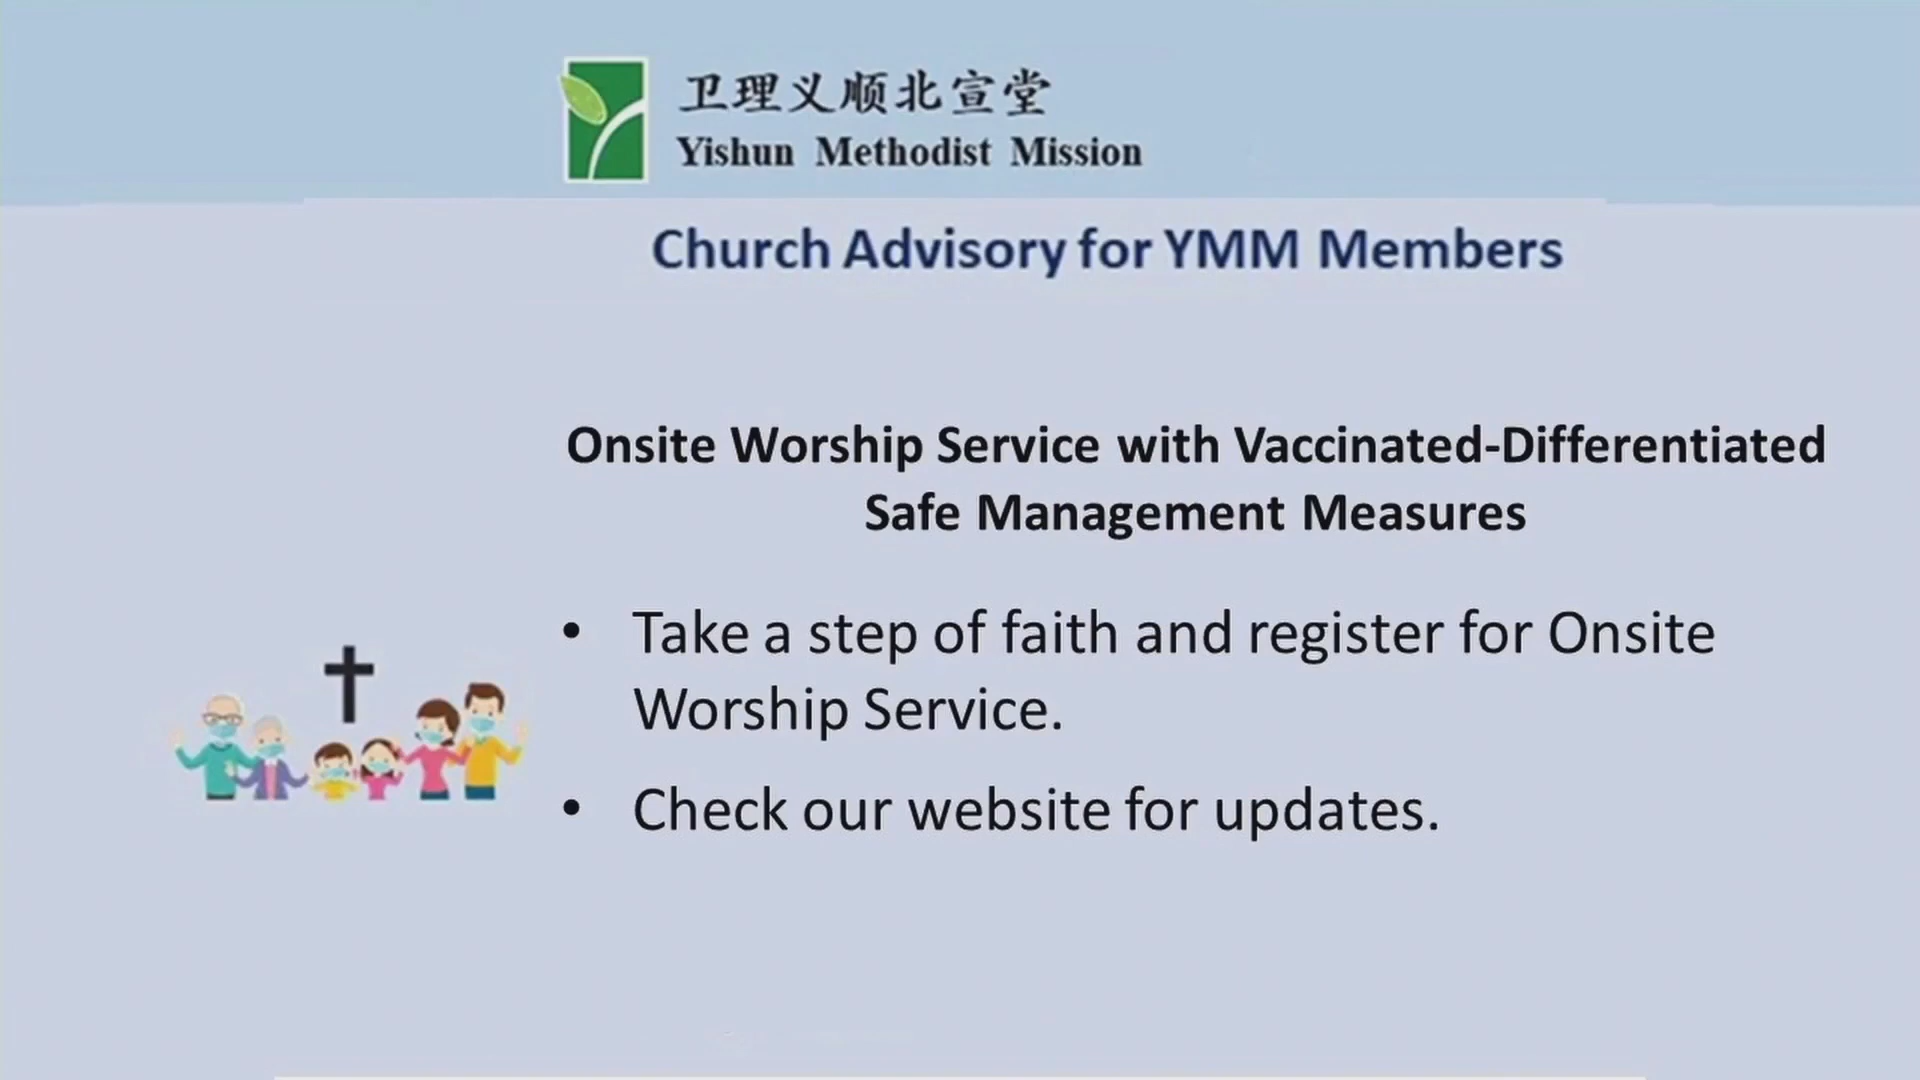 卫理义顺北宣堂
Yishun Methodist Mission
Church Advisory for YMM Members
Onsite Worship Service with Vaccinated-Differentiated
Safe Management Measures
• Take a step of faith and register for Onsite
Worship Service.
• Check our website for updates.